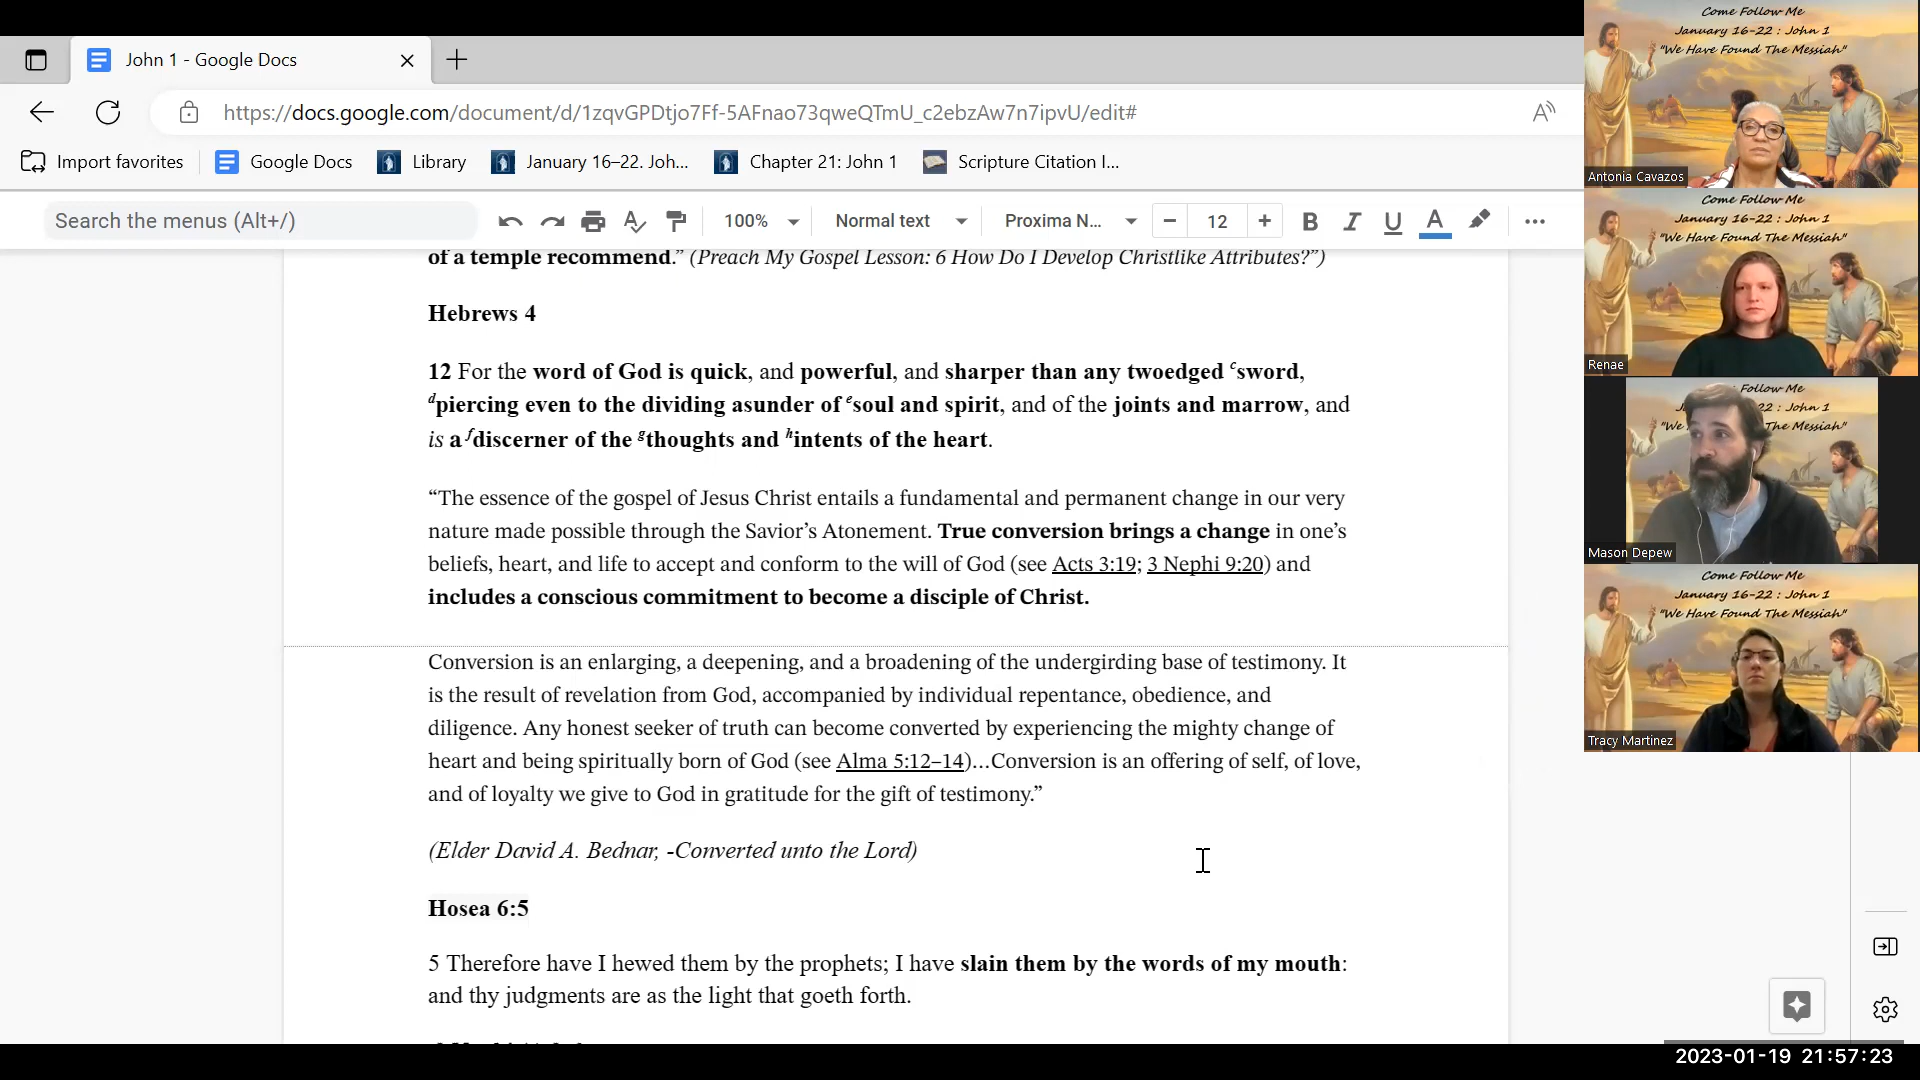 John 1 - Google Docs
https://docs.google.com/document/d/1zqvGPDtjo7Ff-5AFnao73qweQTmU_c2ebzAw7n7ipvU/edit#
Import favorites
Google Docs
Library
January 16–22. Joh...
Chapter 21: John 1
Scripture Citation I...
Search the menus (Alt+/)
100%
Normal text
Proxima N...
12
B
I
U
A
of a temple recommend.” (Preach My Gospel Lesson: 6 How Do I Develop Christlike Attributes?”)
Hebrews 4
12 For the word of God is quick, and powerful, and sharper than any twoedged c sword,
d piercing even to the dividing asunder of e soul and spirit, and of the joints and marrow, and
is a f discerner of the g thoughts and h intents of the heart.
“The essence of the gospel of Jesus Christ entails a fundamental and permanent change in our very
nature made possible through the Savior’s Atonement. True conversion brings a change in one’s
beliefs, heart, and life to accept and conform to the will of God (see Acts 3:19; 3 Nephi 9:20) and
includes a conscious commitment to become a disciple of Christ.
Conversion is an enlarging, a deepening, and a broadening of the undergirding base of testimony. It
is the result of revelation from God, accompanied by individual repentance, obedience, and
diligence. Any honest seeker of truth can become converted by experiencing the mighty change of
heart and being spiritually born of God (see Alma 5:12–14)…Conversion is an offering of self, of love,
and of loyalty we give to God in gratitude for the gift of testimony.”
(Elder David A. Bednar, -Converted unto the Lord)
Hosea 6:5
5 Therefore have I hewed them by the prophets; I have slain them by the words of my mouth:
and thy judgments are as the light that goeth forth.
Come Follow Me
January 16-22 : John 1
"We Have Found The Messiah"
Antonia Cavazos
Come Follow Me
January 16-22 : John 1
"We Have Found The Messiah"
Renae
Follow Me
22 : John 1
"We
The Messiah"
Mason Depew
Come Follow Me
January 16-22 : John 1
"We Have Found The Messiah"
Tracy Martinez
2023-01-19 21:57:23